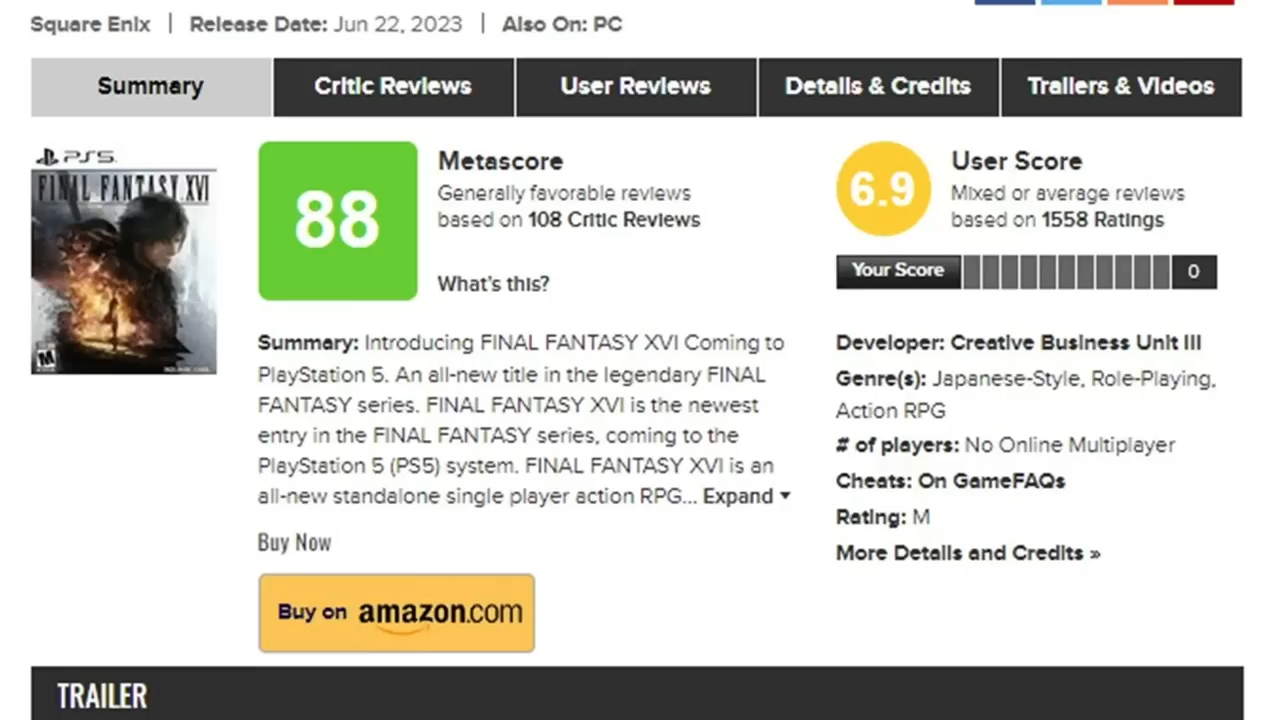 Square Enix | Release Date: Jun 22, 2023 | Also On: PC
Summary
Critic Reviews
User Reviews
Details & Credits
Trailers & Videos
PS5
FINAL FANTASY XVI
M
88
Metascore
Generally favorable reviews
based on 108 Critic Reviews
What's this?
6.9
User Score
Mixed or average reviews
based on 1558 Ratings
Your Score
0
Summary: Introducing FINAL FANTASY XVI Coming to
PlayStation 5. An all-new title in the legendary FINAL
FANTASY series. FINAL FANTASY XVI is the newest
entry in the FINAL FANTASY series, coming to the
PlayStation 5 (PS5) system. FINAL FANTASY XVI is an
all-new standalone single player action RPG... Expand
Buy Now
Buy on amazon.com
Developer: Creative Business Unit III
Genre(s): Japanese-Style, Role-Playing,
Action RPG
# of players: No Online Multiplayer
Cheats: On GameFAQs
Rating: M
More Details and Credits »
TRAILER